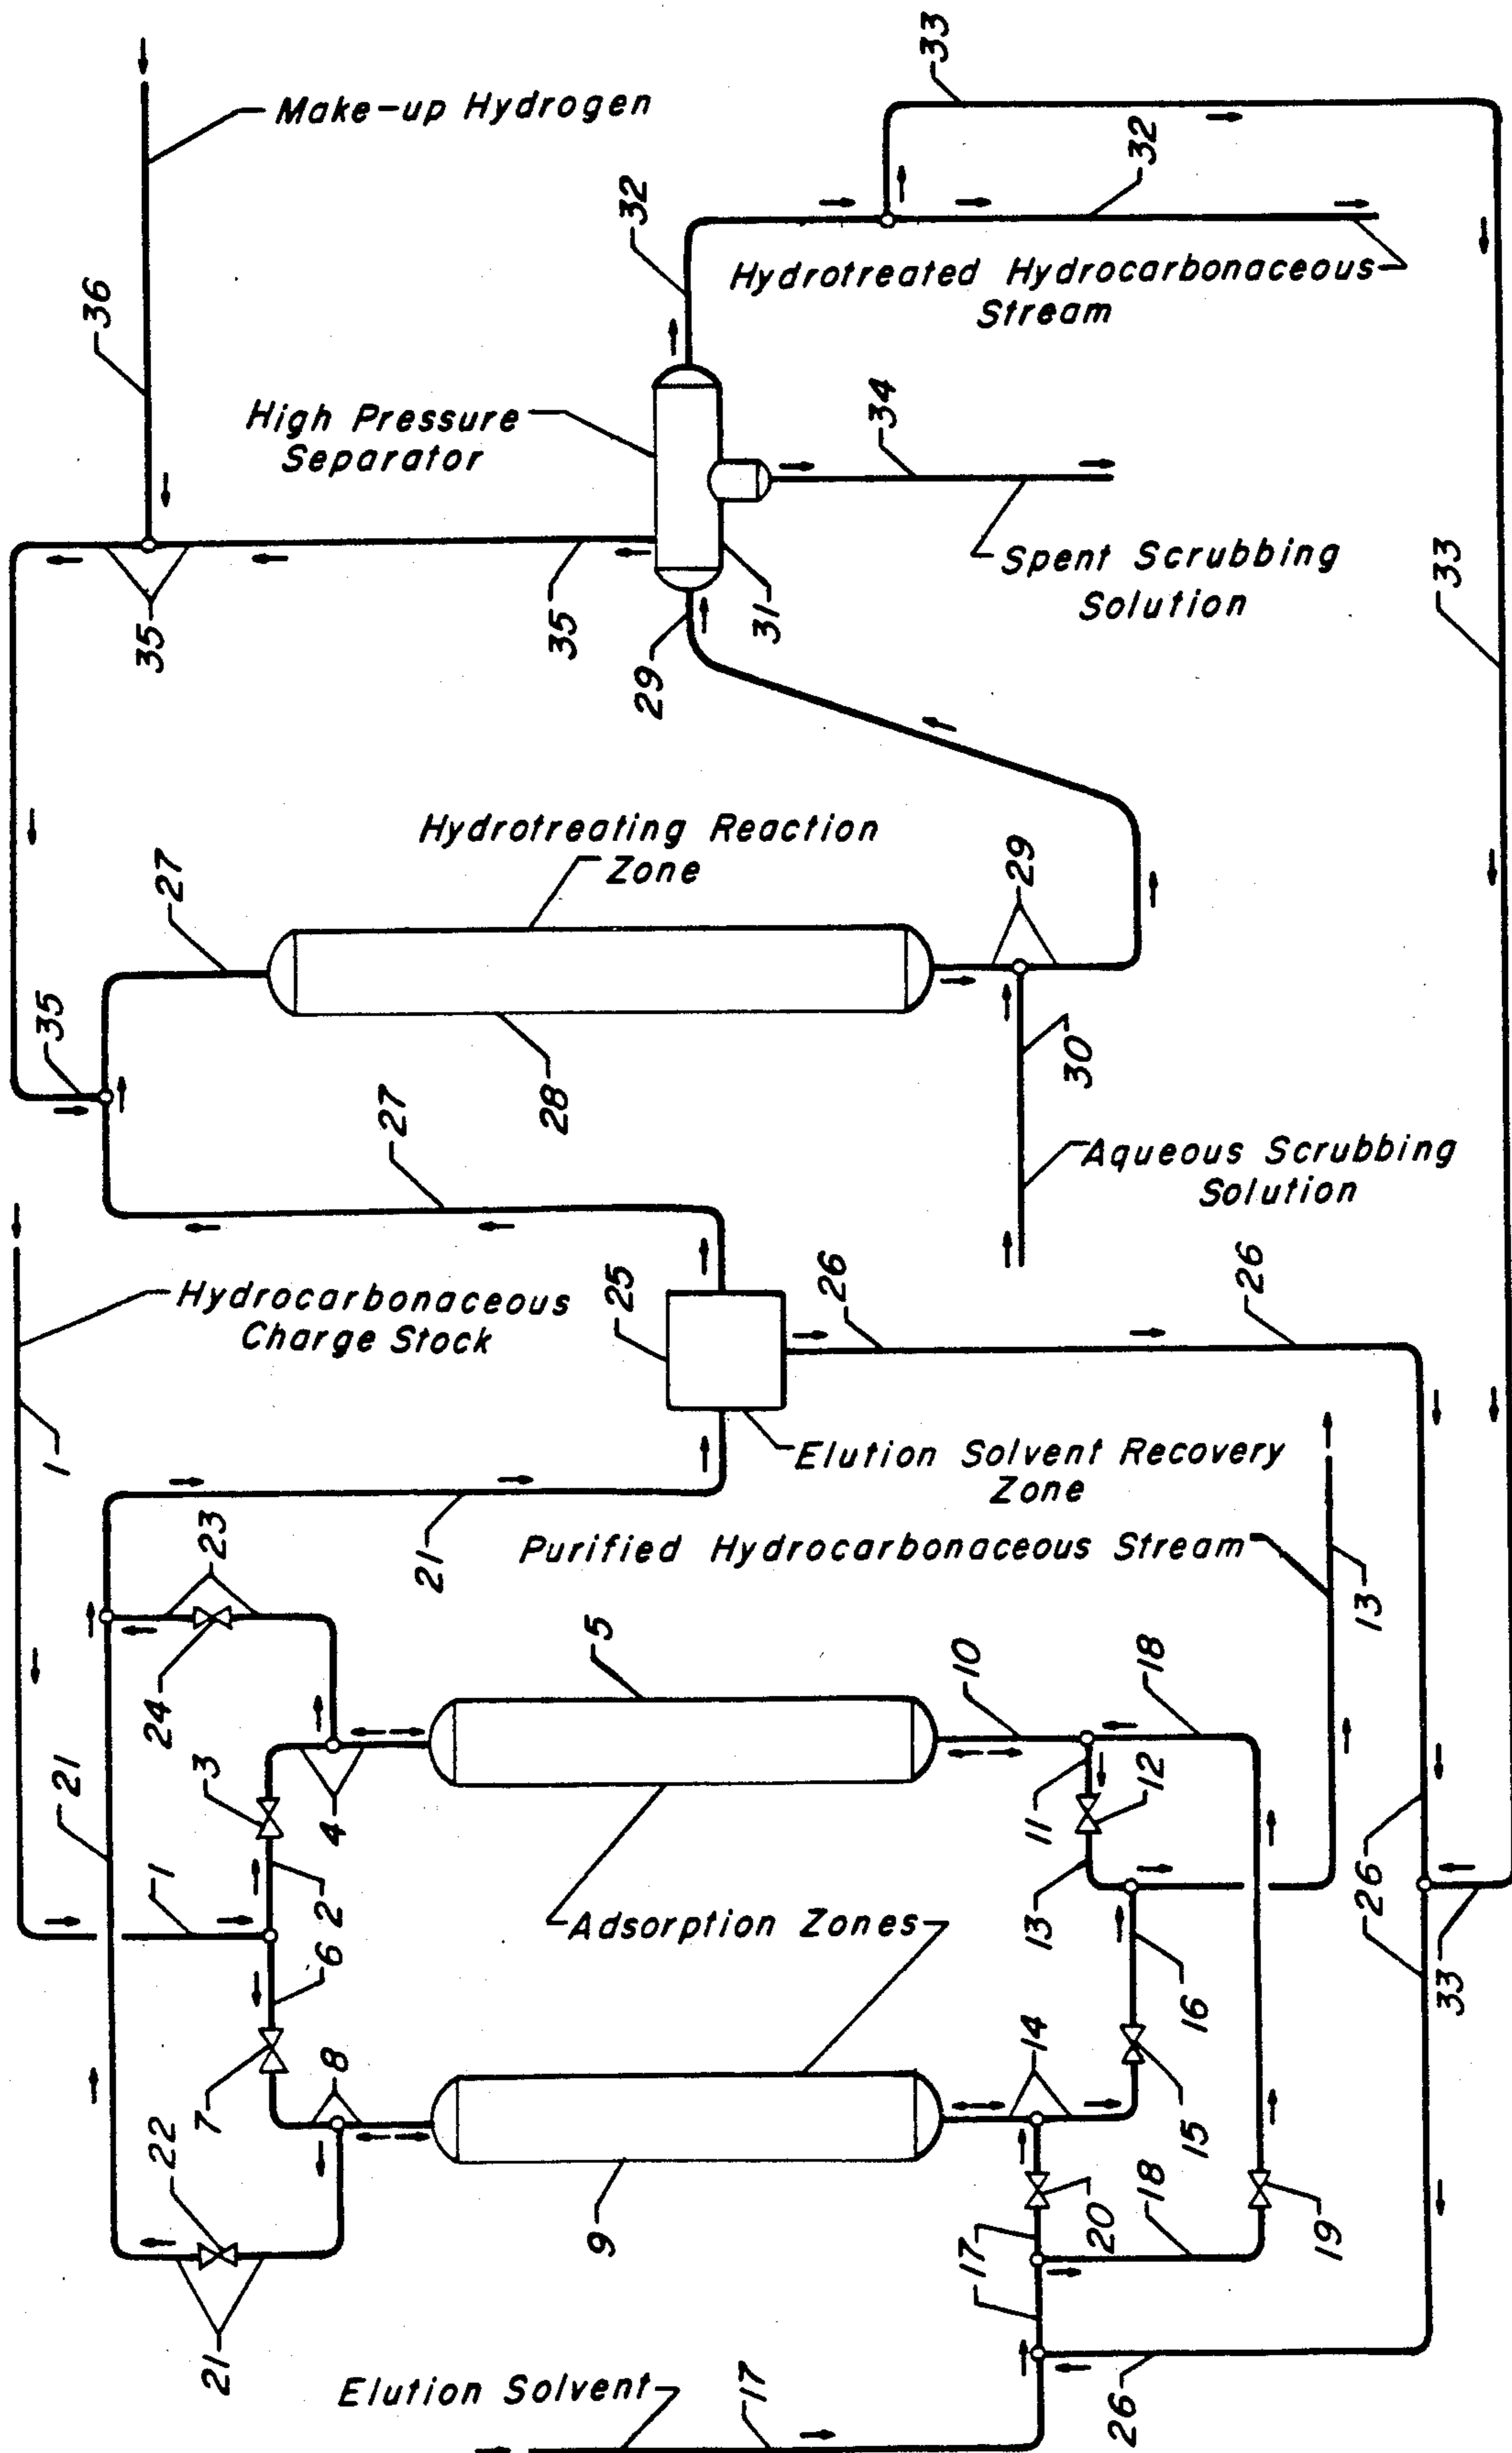 33
Make-up Hydrogen
32
32
36
Hydrotreated Hydrocarbonaceous
Stream
High Pressure
Separator
34
Spent Scrubbing
Solution
35
35
31
29
33
Hydrotreating Reaction
Zone
27
29
35
28
30
27
Aqueous Scrubbing
Solution
Hydrocarbonaceous
Charge Stock
25
26
26
1
Elution Solvent Recovery
Zone
23
21
Purified Hydrocarbonaceous Stream
13
5
10
18
24
3
21
4
11
12
1
2
26
6
Adsorption Zones
13
16
33
8
14
7
22
15
9
20
18
19
17
21
Elution Solvent
17
26